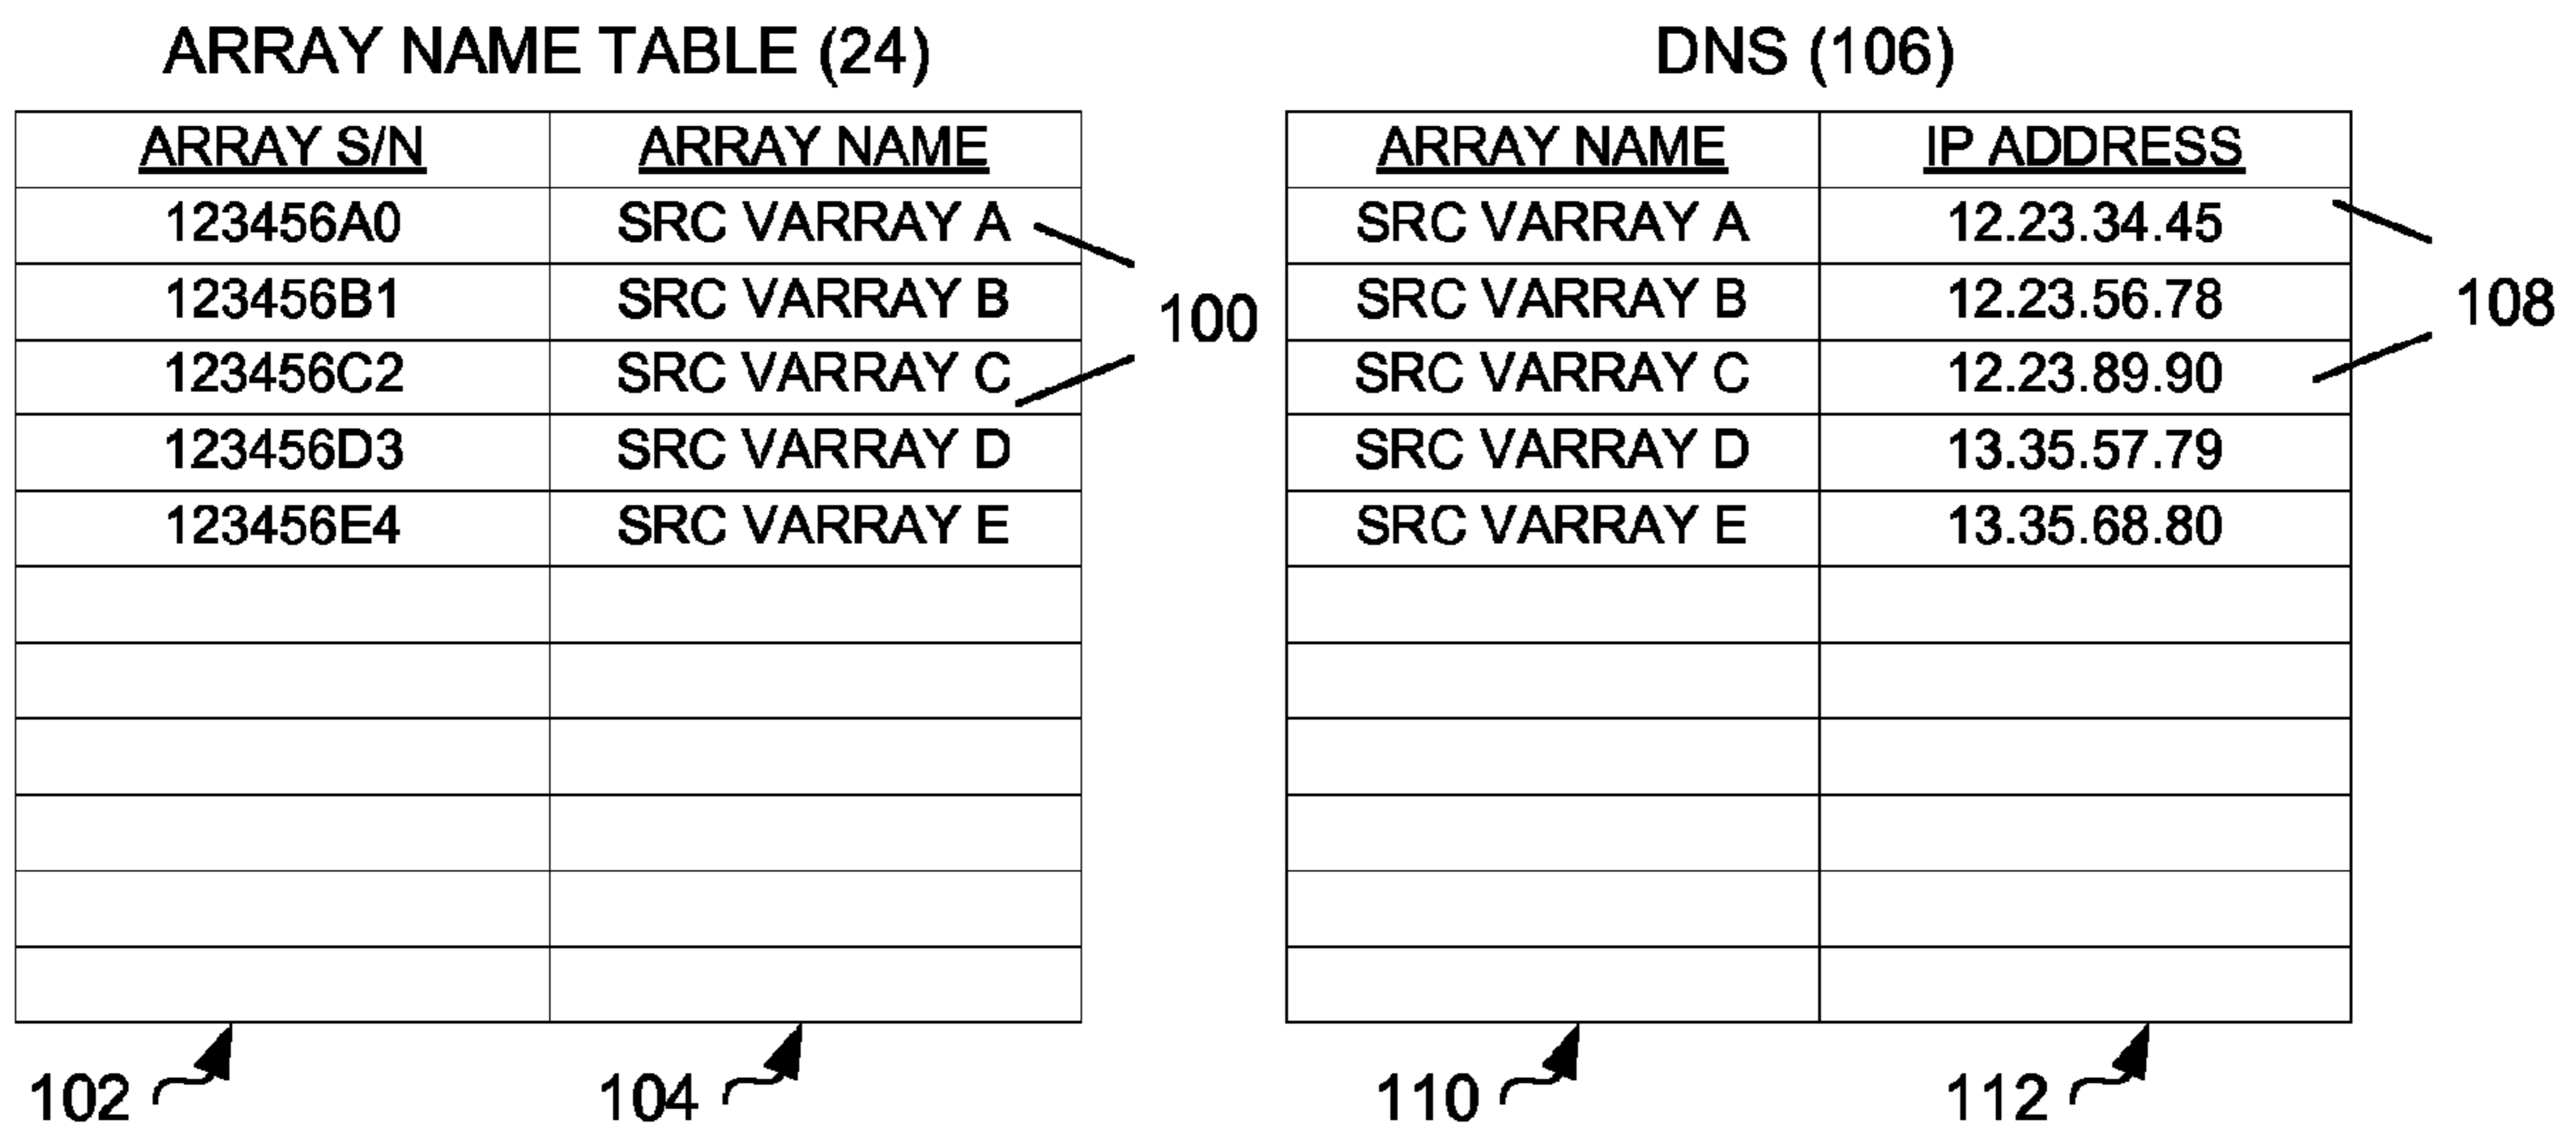 ARRAY NAME TABLE (24)
ARRAY S/N ARRAY NAME
123456A0 SRC VARRAY A
123456B1 SRC VARRAY B
123456C2 SRC VARRAY C
123456D3 SRC VARRAY D
123456E4 SRC VARRAY E
100
102
104
DNS (106)
ARRAY NAME IP ADDRESS
SRC VARRAY A 12.23.34.45
SRC VARRAY B 12.23.56.78
SRC VARRAY C 12.23.89.90
SRC VARRAY D 13.35.57.79
SRC VARRAY E 13.35.68.80
108
110
112